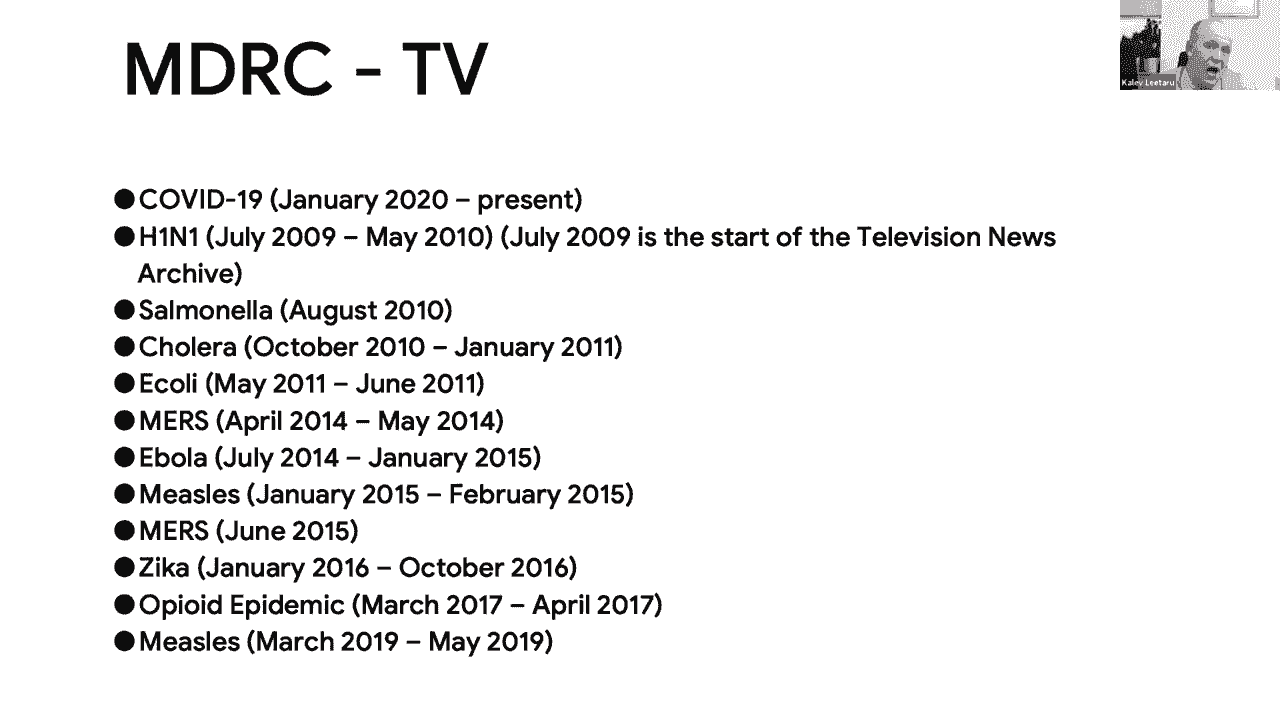 MDRC - TV
Kalev Leetaru
●COVID-19 (January 2020 – present)
●H1N1 (July 2009 – May 2010) (July 2009 is the start of the Television News
Archive)
●Salmonella (August 2010)
●Cholera (October 2010 – January 2011)
●Ecoli (May 2011 – June 2011)
●MERS (April 2014 – May 2014)
●Ebola (July 2014 – January 2015)
●Measles (January 2015 – February 2015)
●MERS (June 2015)
●Zika (January 2016 – October 2016)
●Opioid Epidemic (March 2017 – April 2017)
●Measles (March 2019 – May 2019)